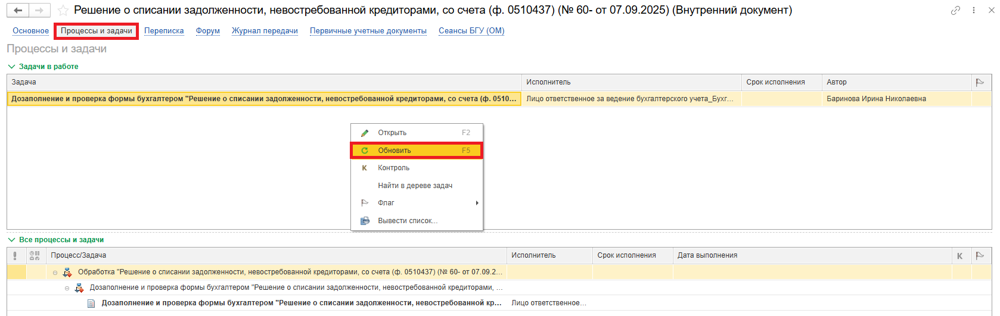 Решение о списании задолженности, невостребованной кредиторами, со счета (ф. 0510437) (№ 60- от 07.09.2025) (Внутренний документ)
Основное Процессы и задачи Переписка Форум Журнал передачи Первичные учетные документы Сеансы БГУ (ОМ)
Процессы и задачи
Задачи в работе
Задача Исполнитель Срок исполнения Автор
Дозаполнение и проверка формы бухгалтером "Решение о списании задолженности, невостребованной кредиторами, со счета (ф. 0510... Лицо ответственное за ведение бухгалтерского учета_Бухг... Баринова Ирина Николаевна
Открыть F2
Обновить F5
К Контроль
Найти в дереве задач
Флаг
Вывести список...
Все процессы и задачи
Процесс/Задача Исполнитель Срок исполнения Дата выполнения К
Обработка "Решение о списании задолженности, невостребованной кредиторами, со счета (ф. 0510437) (№ 60- от 07.09.2...
Дозаполнение и проверка формы бухгалтером "Решение о списании задолженности, невостребованной кредиторами, ...
Дозаполнение и проверка формы бухгалтером "Решение о списании задолженности, невостребованной кр... Лицо ответственное...